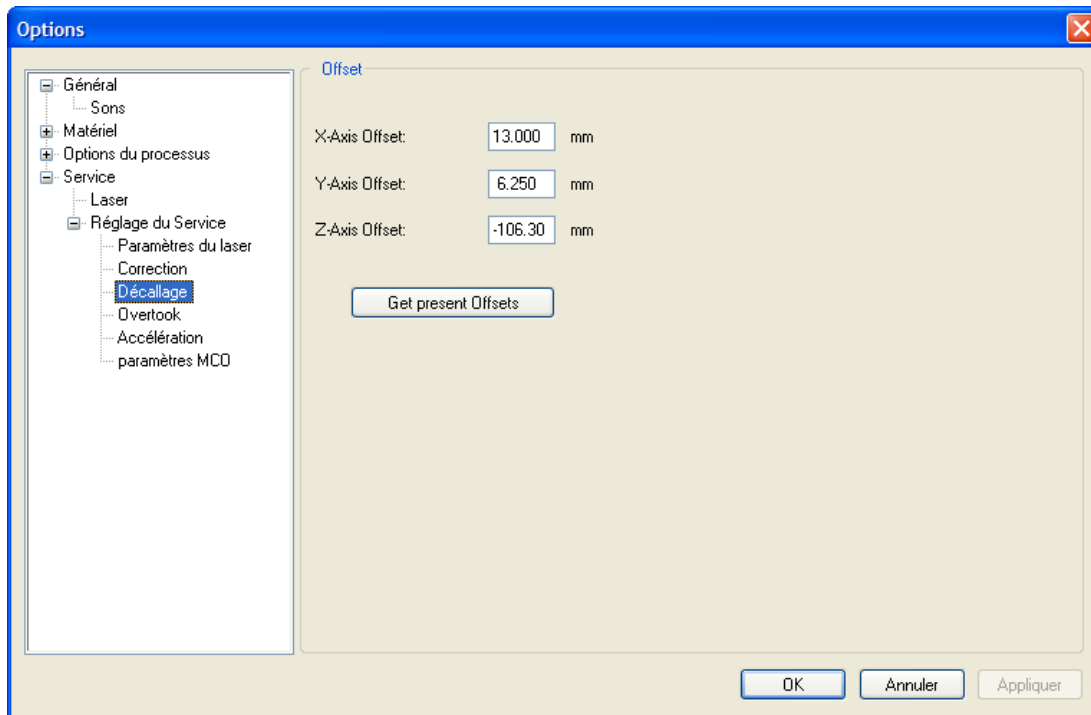 Options
Général
Sons
Matériel
Options du processus
Service
Laser
Réglage du Service
Paramètres du laser
Correction
Décallage
Overtook
Accélération
paramètres MCO
Offset
X-Axis Offset: 13.000 mm
Y-Axis Offset: 6.250 mm
Z-Axis Offset: -106.30 mm
Get present Offsets
OK Annuler Appliquer